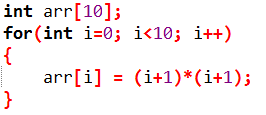 int arr[10];
for(int i=0; i<10; i++)
{
    arr[i] = (i+1)*(i+1);
}